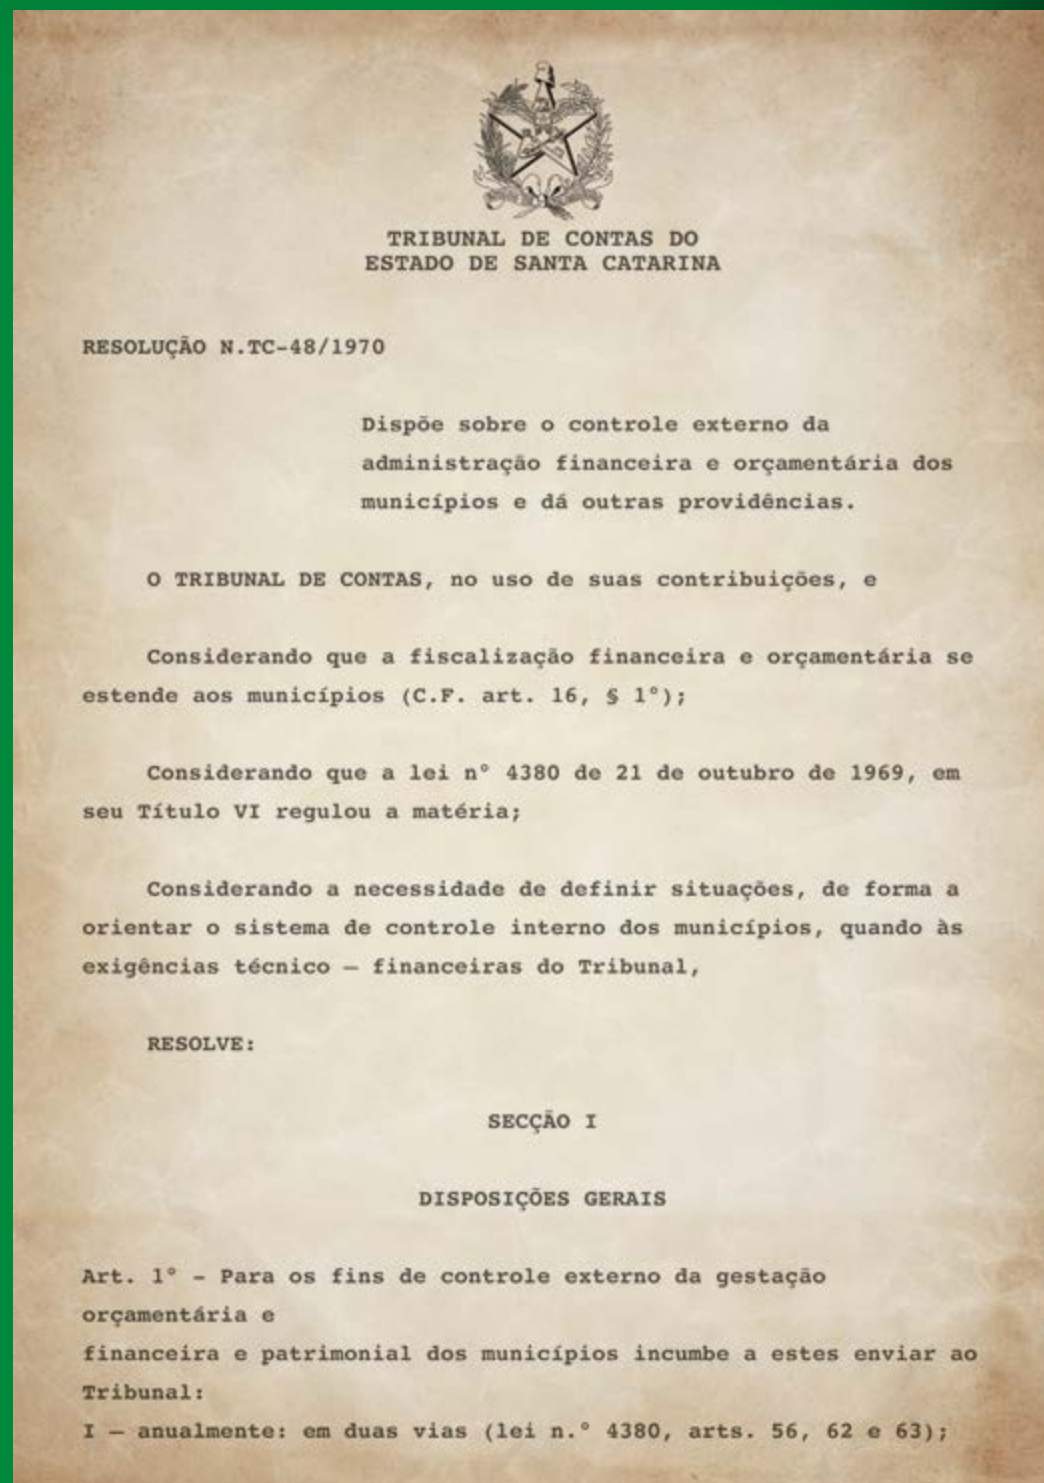 TRIBUNAL DE CONTAS DO
ESTADO DE SANTA CATARINA
RESOLUÇÃO N.TC-48/1970
Dispõe sobre o controle externo da
administração financeira e orçamentária dos
municípios e dá outras providências.
O TRIBUNAL DE CONTAS, no uso de suas contribuições, e
Considerando que a fiscalização financeira e orçamentária se
estende aos municípios (C.F. art. 16, § 1°);
Considerando que a lei n° 4380 de 21 de outubro de 1969, em
seu Título VI regulou a matéria;
Considerando a necessidade de definir situações, de forma a
orientar o sistema de controle interno dos municípios, quando às
exigências técnico – financeiras do Tribunal,
RESOLVE:
SECÇÃO I
DISPOSIÇÕES GERAIS
Art. 1° - Para os fins de controle externo da gestação
orçamentária e
financeira e patrimonial dos municípios incumbe a estes enviar ao
Tribunal:
I – anualmente: em duas vias (lei n.° 4380, arts. 56, 62 e 63);